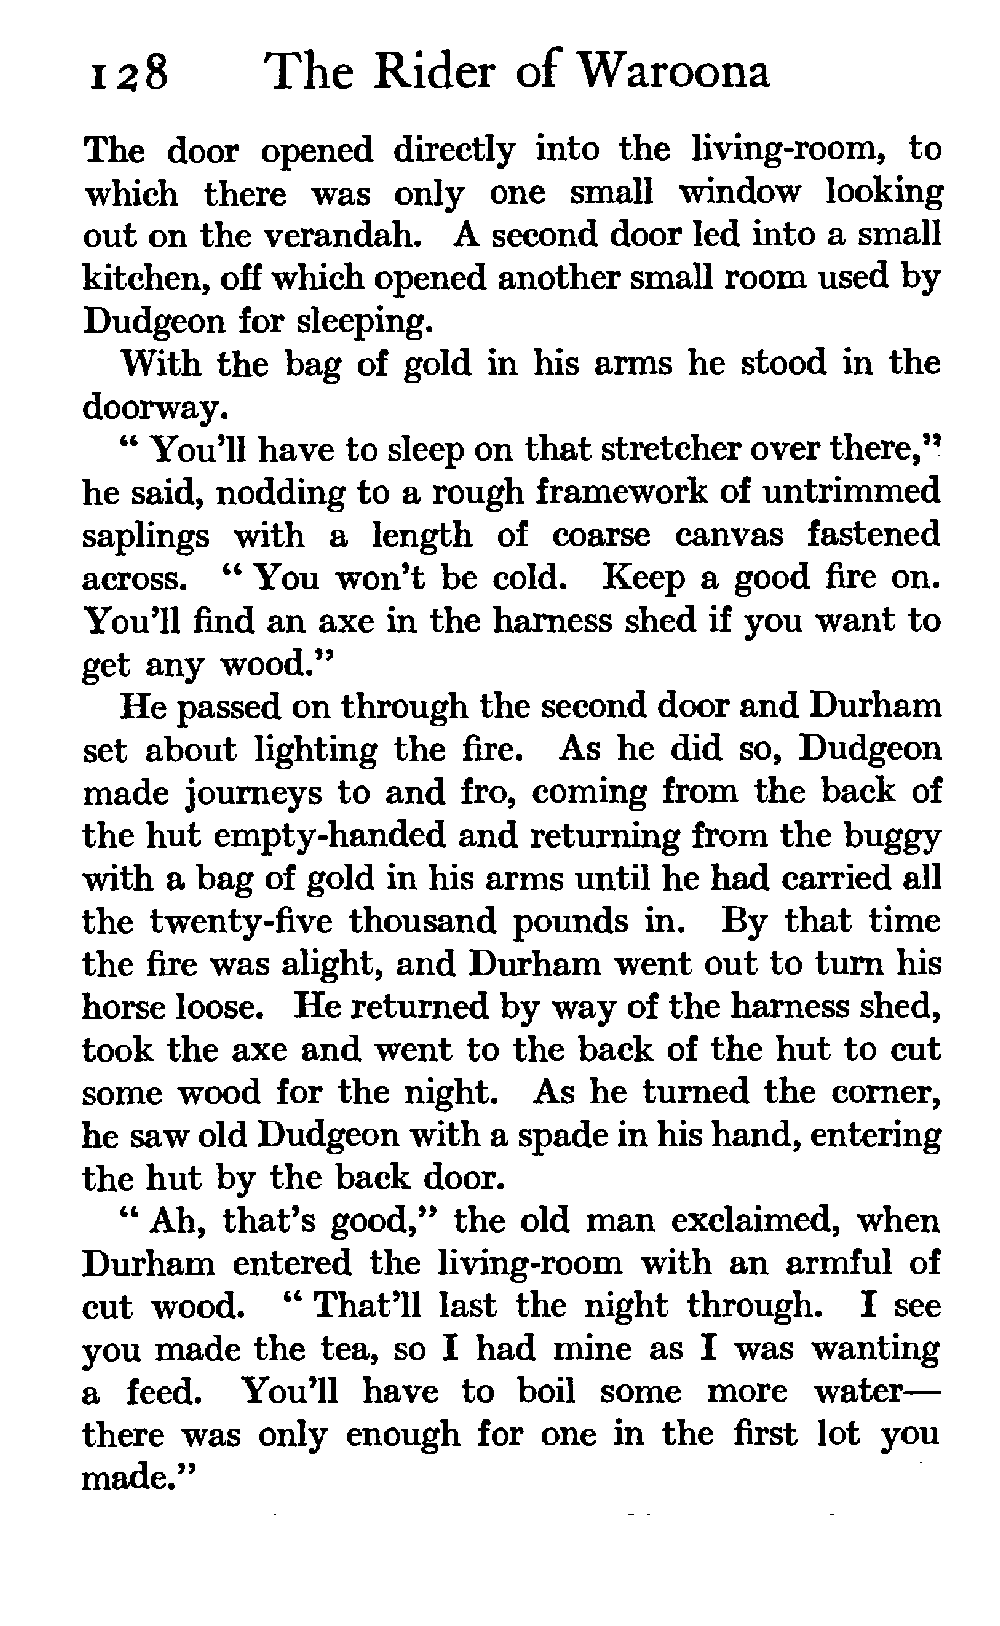 128 The Rider of Waroona
The door opened directly into the living-room, to
which there was only one small window looking
out on the verandah. A second door led into a small
kitchen, off which opened another small room used by
Dudgeon for sleeping.
With the bag of gold in his arms he stood in the
doorway.
“ You’ll have to sleep on that stretcher over there,”
he said, nodding to a rough framework of untrimmed
saplings with a length of coarse canvas fastened
across. “ You won’t be cold. Keep a good fire on.
You’ll find an axe in the harness shed if you want to
get any wood.”
He passed on through the second door and Durham
set about lighting the fire. As he did so, Dudgeon
made journeys to and fro, coming from the back of
the hut empty-handed and returning from the buggy
with a bag of gold in his arms until he had carried all
the twenty-five thousand pounds in. By that time
the fire was alight, and Durham went out to turn his
horse loose. He returned by way of the harness shed,
took the axe and went to the back of the hut to cut
some wood for the night. As he turned the corner,
he saw old Dudgeon with a spade in his hand, entering
the hut by the back door.
“ Ah, that’s good,” the old man exclaimed, when
Durham entered the living-room with an armful of
cut wood. “ That’ll last the night through. I see
you made the tea, so I had mine as I was wanting
a feed. You’ll have to boil some more water—
there was only enough for one in the first lot you
made.”